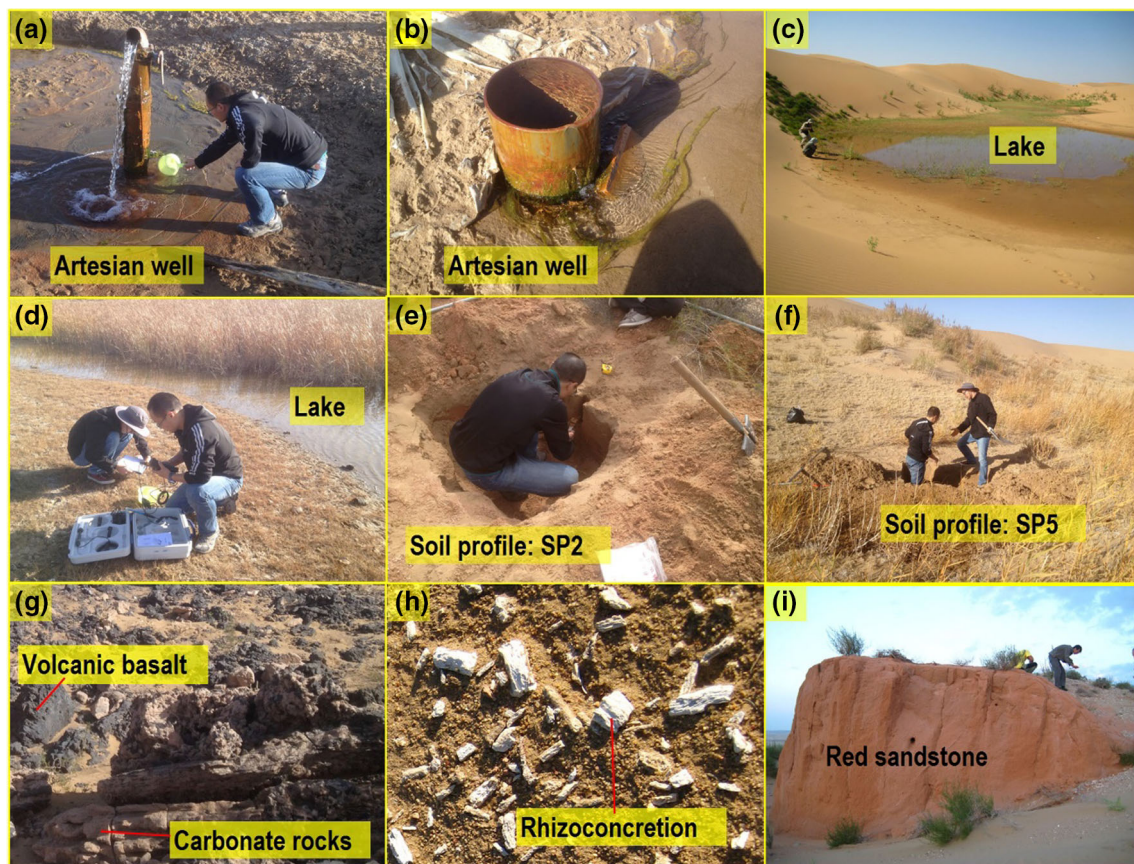 (a)
Artesian well
(b)
Artesian well
(c)
Lake
(d)
Lake
(e)
Soil profile: SP2
(f)
Soil profile: SP5
(g)
Volcanic basalt
Carbonate rocks
(h)
Rhizoconcretion
(i)
Red sandstone